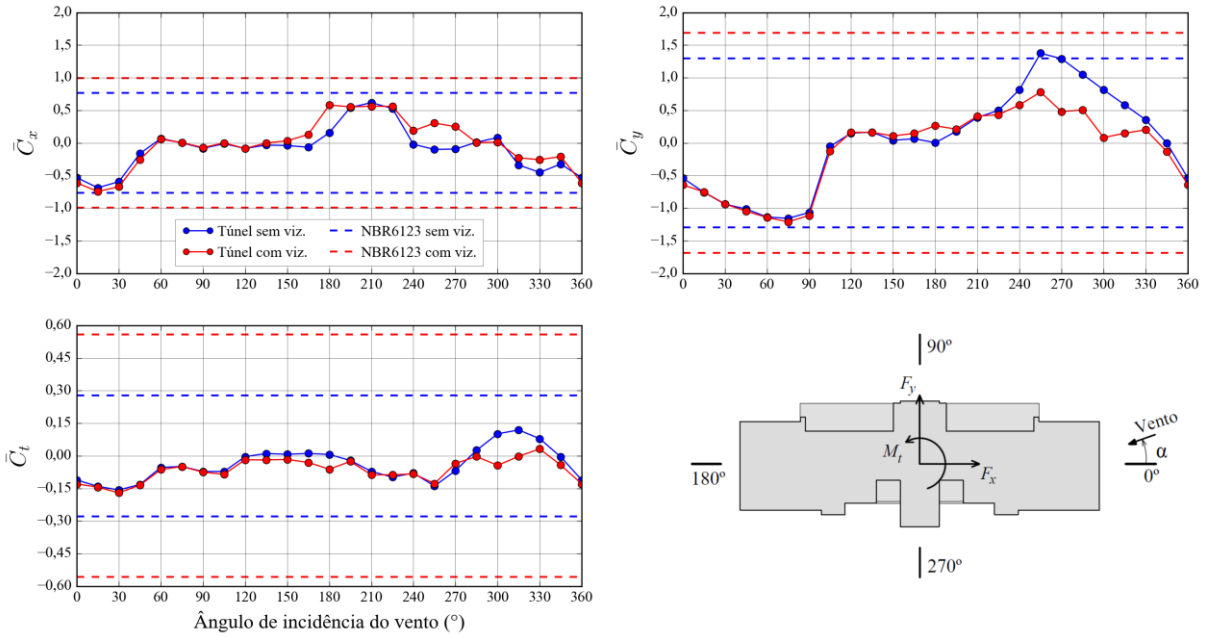 2,0
1,5
1,0
0,5
0,0
−0,5
−1,0
−1,5
−2,0
C̄x
0 30 60 90 120 150 180 210 240 270 300 330 360
Túnel sem viz. NBR6123 sem viz.
Túnel com viz. NBR6123 com viz.
2,0
1,5
1,0
0,5
0,0
−0,5
−1,0
−1,5
−2,0
C̄y
0 30 60 90 120 150 180 210 240 270 300 330 360
0,60
0,45
0,30
0,15
0,00
−0,15
−0,30
−0,45
−0,60
C̄t
0 30 60 90 120 150 180 210 240 270 300 330 360
Ângulo de incidência do vento (°)
90º
Fy
Vento
Mt
α
180º
Fx
0º
270º